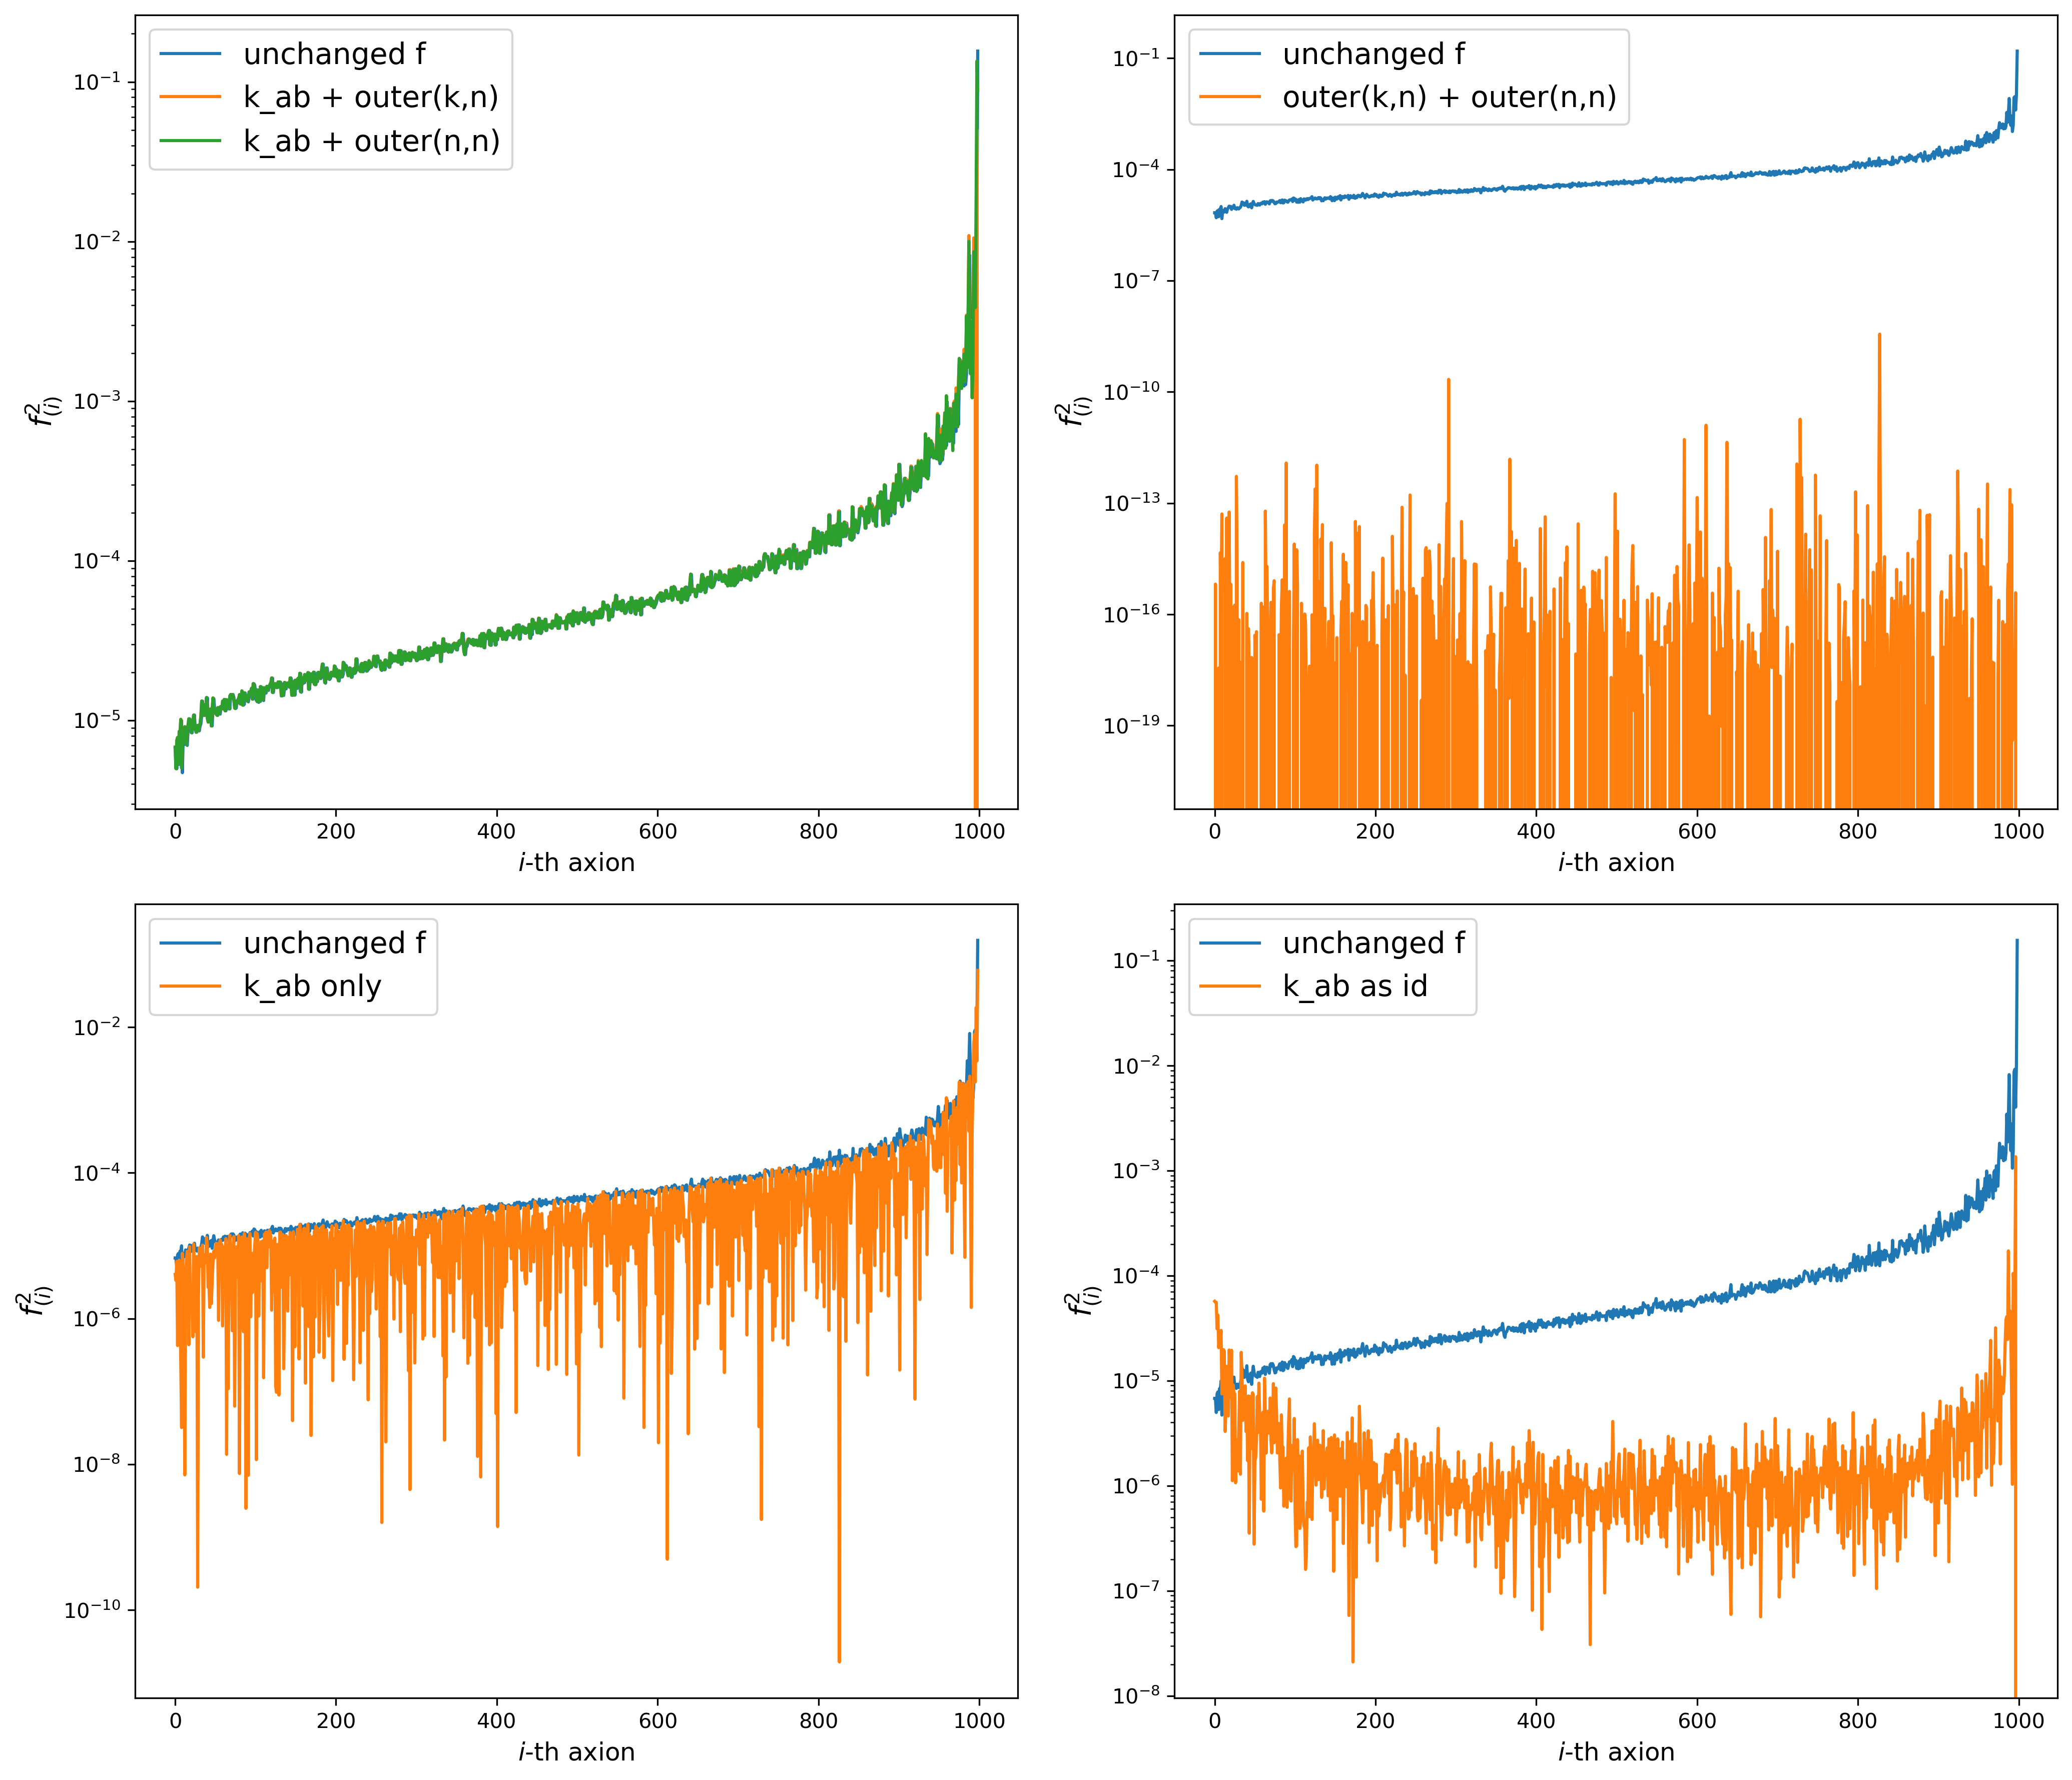 unchanged f
k_ab + outer(k,n)
k_ab + outer(n,n)
10⁻¹
10⁻²
10⁻³
10⁻⁴
10⁻⁵
f²₍ᵢ₎
0 200 400 600 800 1000
i-th axion
unchanged f
outer(k,n) + outer(n,n)
10⁻¹
10⁻⁴
10⁻⁷
10⁻¹⁰
10⁻¹³
10⁻¹⁶
10⁻¹⁹
f²₍ᵢ₎
0 200 400 600 800 1000
i-th axion
unchanged f
k_ab only
10⁻²
10⁻⁴
10⁻⁶
10⁻⁸
10⁻¹⁰
f²₍ᵢ₎
0 200 400 600 800 1000
i-th axion
unchanged f
k_ab as id
10⁻¹
10⁻²
10⁻³
10⁻⁴
10⁻⁵
10⁻⁶
10⁻⁷
10⁻⁸
f²₍ᵢ₎
0 200 400 600 800 1000
i-th axion